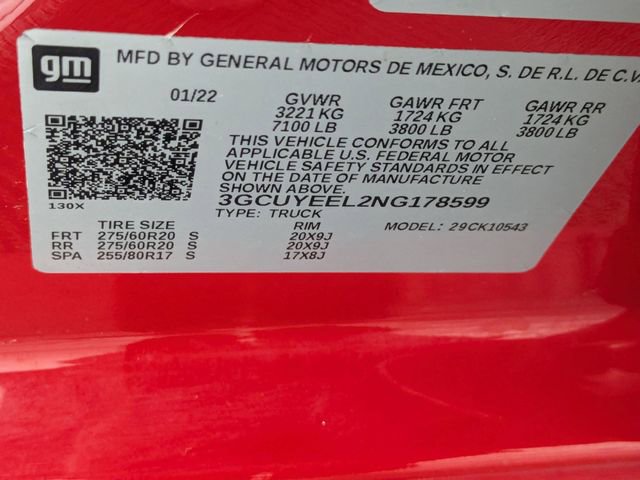 gm MFD BY GENERAL MOTORS DE MEXICO, S. DE R.L. DE C.V.
01/22 GVWR GAWR FRT GAWR RR
3221 KG 1724 KG 1724 KG
7100 LB 3800 LB 3800 LB
THIS VEHICLE CONFORMS TO ALL
APPLICABLE U.S. FEDERAL MOTOR
VEHICLE SAFETY STANDARDS IN EFFECT
ON THE DATE OF MANUFACTURE
SHOWN ABOVE.
3GCUYEEL2NG178599
130X
TYPE: TRUCK
TIRE SIZE RIM MODEL: 29CK10543
FRT 275/60R20 S 20X9J
RR 275/60R20 S 20X9J
SPA 255/80R17 S 17X8J